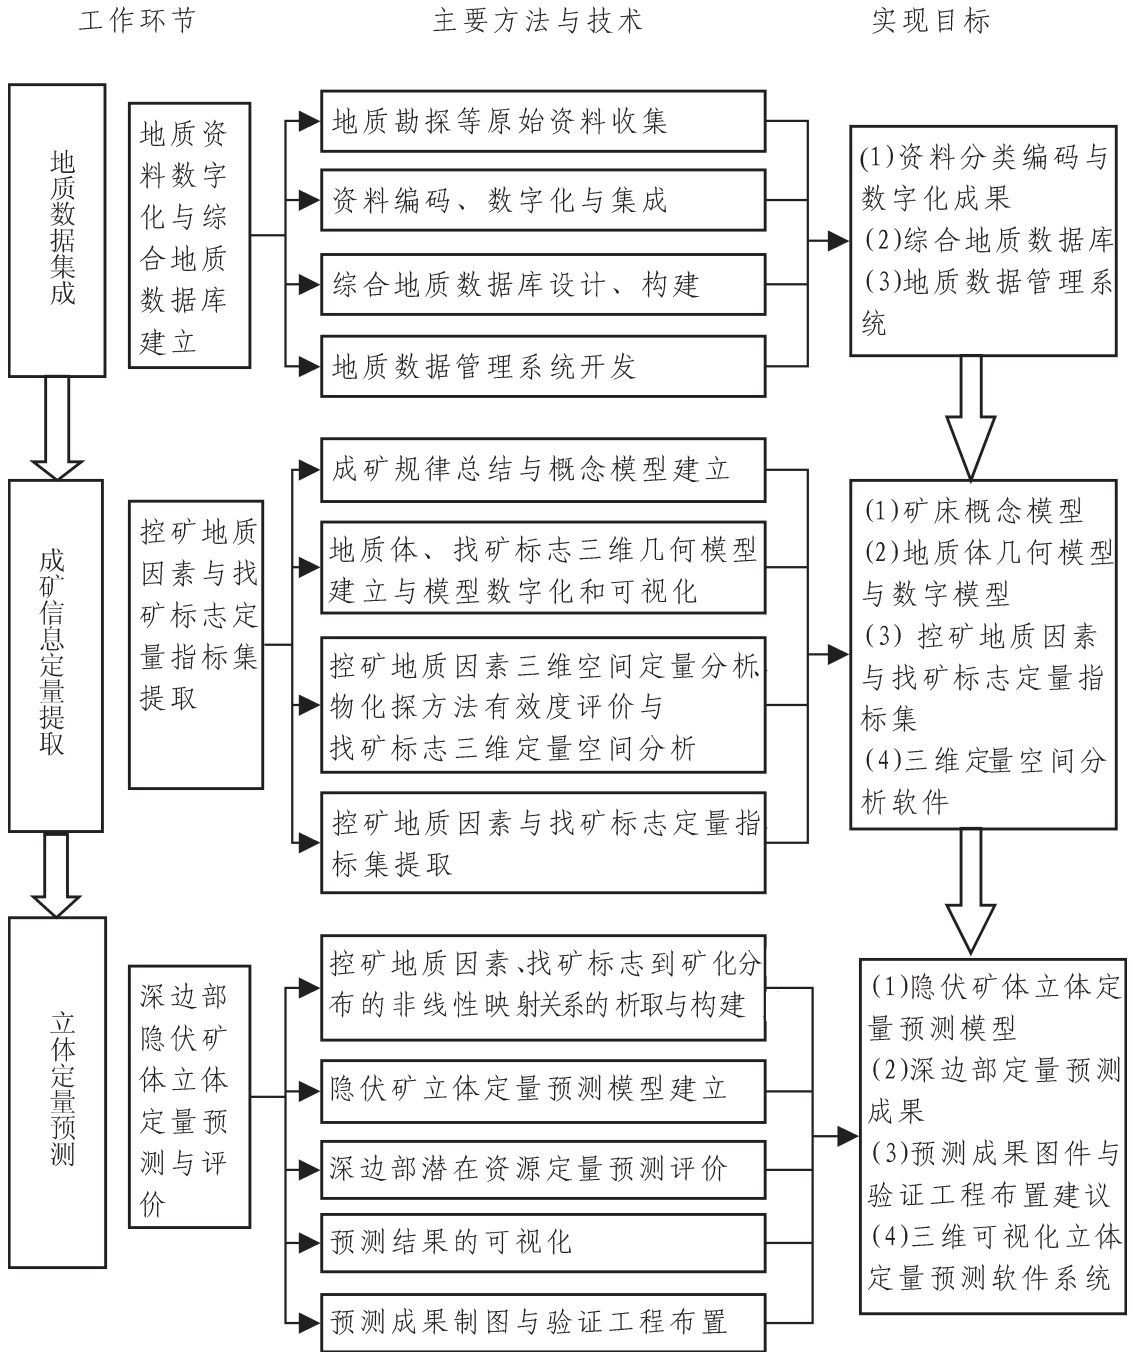 工作环节
主要方法与技术
实现目标
地质数据集成
地质资
料数字
化与综
合地质
数据库
建立
地质勘探等原始资料收集
资料编码、数字化与集成
综合地质数据库设计、构建
地质数据管理系统开发
(1)资料分类编码与
数字化成果
(2)综合地质数据库
(3)地质数据管理系
统
成矿信息定量提取
控矿地质
因素与找
矿标志定
量指标集
提取
成矿规律总结与概念模型建立
地质体、找矿标志三维几何模型
建立与模型数字化和可视化
控矿地质因素三维空间定量分析、
物化探方法有效度评价与
找矿标志三维定量空间分析
控矿地质因素与找矿标志定量指
标集提取
(1)矿床概念模型
(2)地质体几何模型
与数字模型
(3) 控矿地质因素
与找矿标志定量指
标集
(4)三维定量空间分
析软件
立体定量预测
深边部
隐伏矿
体立体
定量预
测与评
价
控矿地质因素、找矿标志到矿化分
布的非线性映射关系的析取与构建
隐伏矿立体定量预测模型建立
深边部潜在资源定量预测评价
预测结果的可视化
预测成果制图与验证工程布置
(1)隐伏矿体立体定
量预测模型
(2)深边部定量预测
成果
(3)预测成果图件与
验证工程布置建议
(4)三维可视化立体
定量预测软件系统